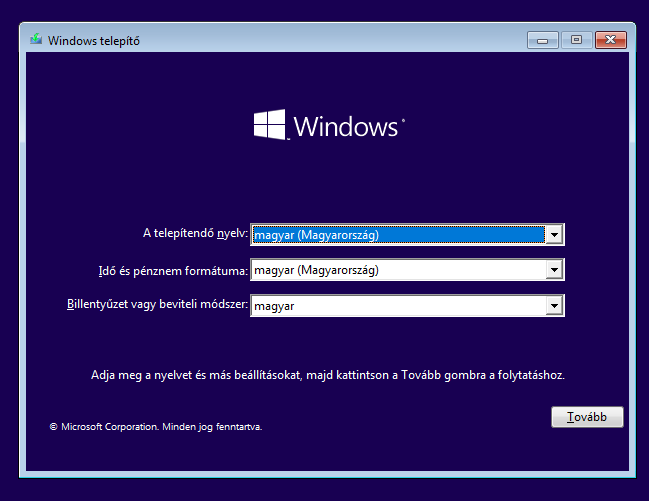 Windows telepítő
Windows
A telepítendő nyelv: magyar (Magyarország)
Idő és pénznem formátuma: magyar (Magyarország)
Billentyűzet vagy beviteli módszer: magyar
Adja meg a nyelvet és más beállításokat, majd kattintson a Tovább gombra a folytatáshoz.
Tovább
© Microsoft Corporation. Minden jog fenntartva.